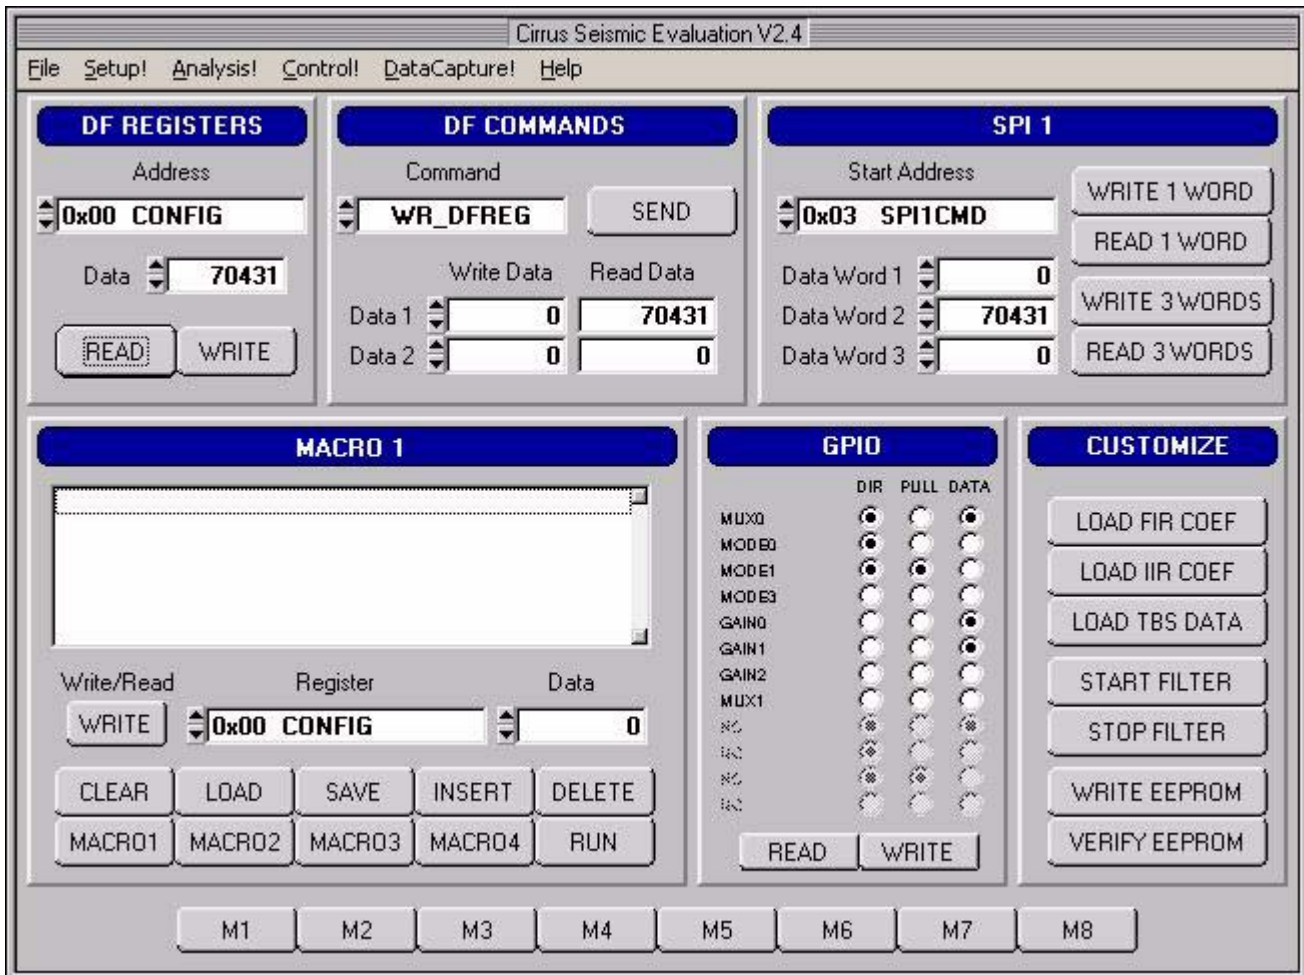 Cirrus Seismic Evaluation V2.4
File Setup! Analysis! Control! DataCapture! Help
DF REGISTERS
Address
0x00 CONFIG
Data 70431
READ WRITE
DF COMMANDS
Command
WR_DFREG SEND
Write Data Read Data
Data 1 0 70431
Data 2 0 0
SPI 1
Start Address
0x03 SPI1CMD
Data Word 1 0
Data Word 2 70431
Data Word 3 0
WRITE 1 WORD
READ 1 WORD
WRITE 3 WORDS
READ 3 WORDS
MACRO 1
Write/Read Register Data
WRITE 0x00 CONFIG 0
CLEAR LOAD SAVE INSERT DELETE
MACRO1 MACRO2 MACRO3 MACRO4 RUN
GPIO
DIR PULL DATA
MUX0
MODE0
MODE1
MODE3
GAIN0
GAIN1
GAIN2
MUX1
READ WRITE
CUSTOMIZE
LOAD FIR COEF
LOAD IIR COEF
LOAD TBS DATA
START FILTER
STOP FILTER
WRITE EEPROM
VERIFY EEPROM
M1 M2 M3 M4 M5 M6 M7 M8